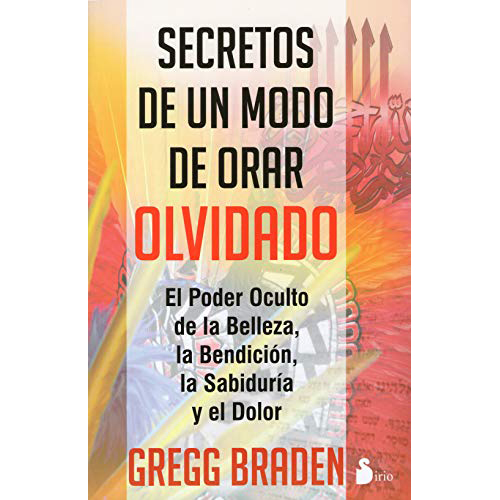 SECRETOS
DE UN MODO
DE ORAR
OLVIDADO
El Poder Oculto
de la Belleza,
la Bendición,
la Sabiduría
y el Dolor
GREGG BRADEN
Sirio